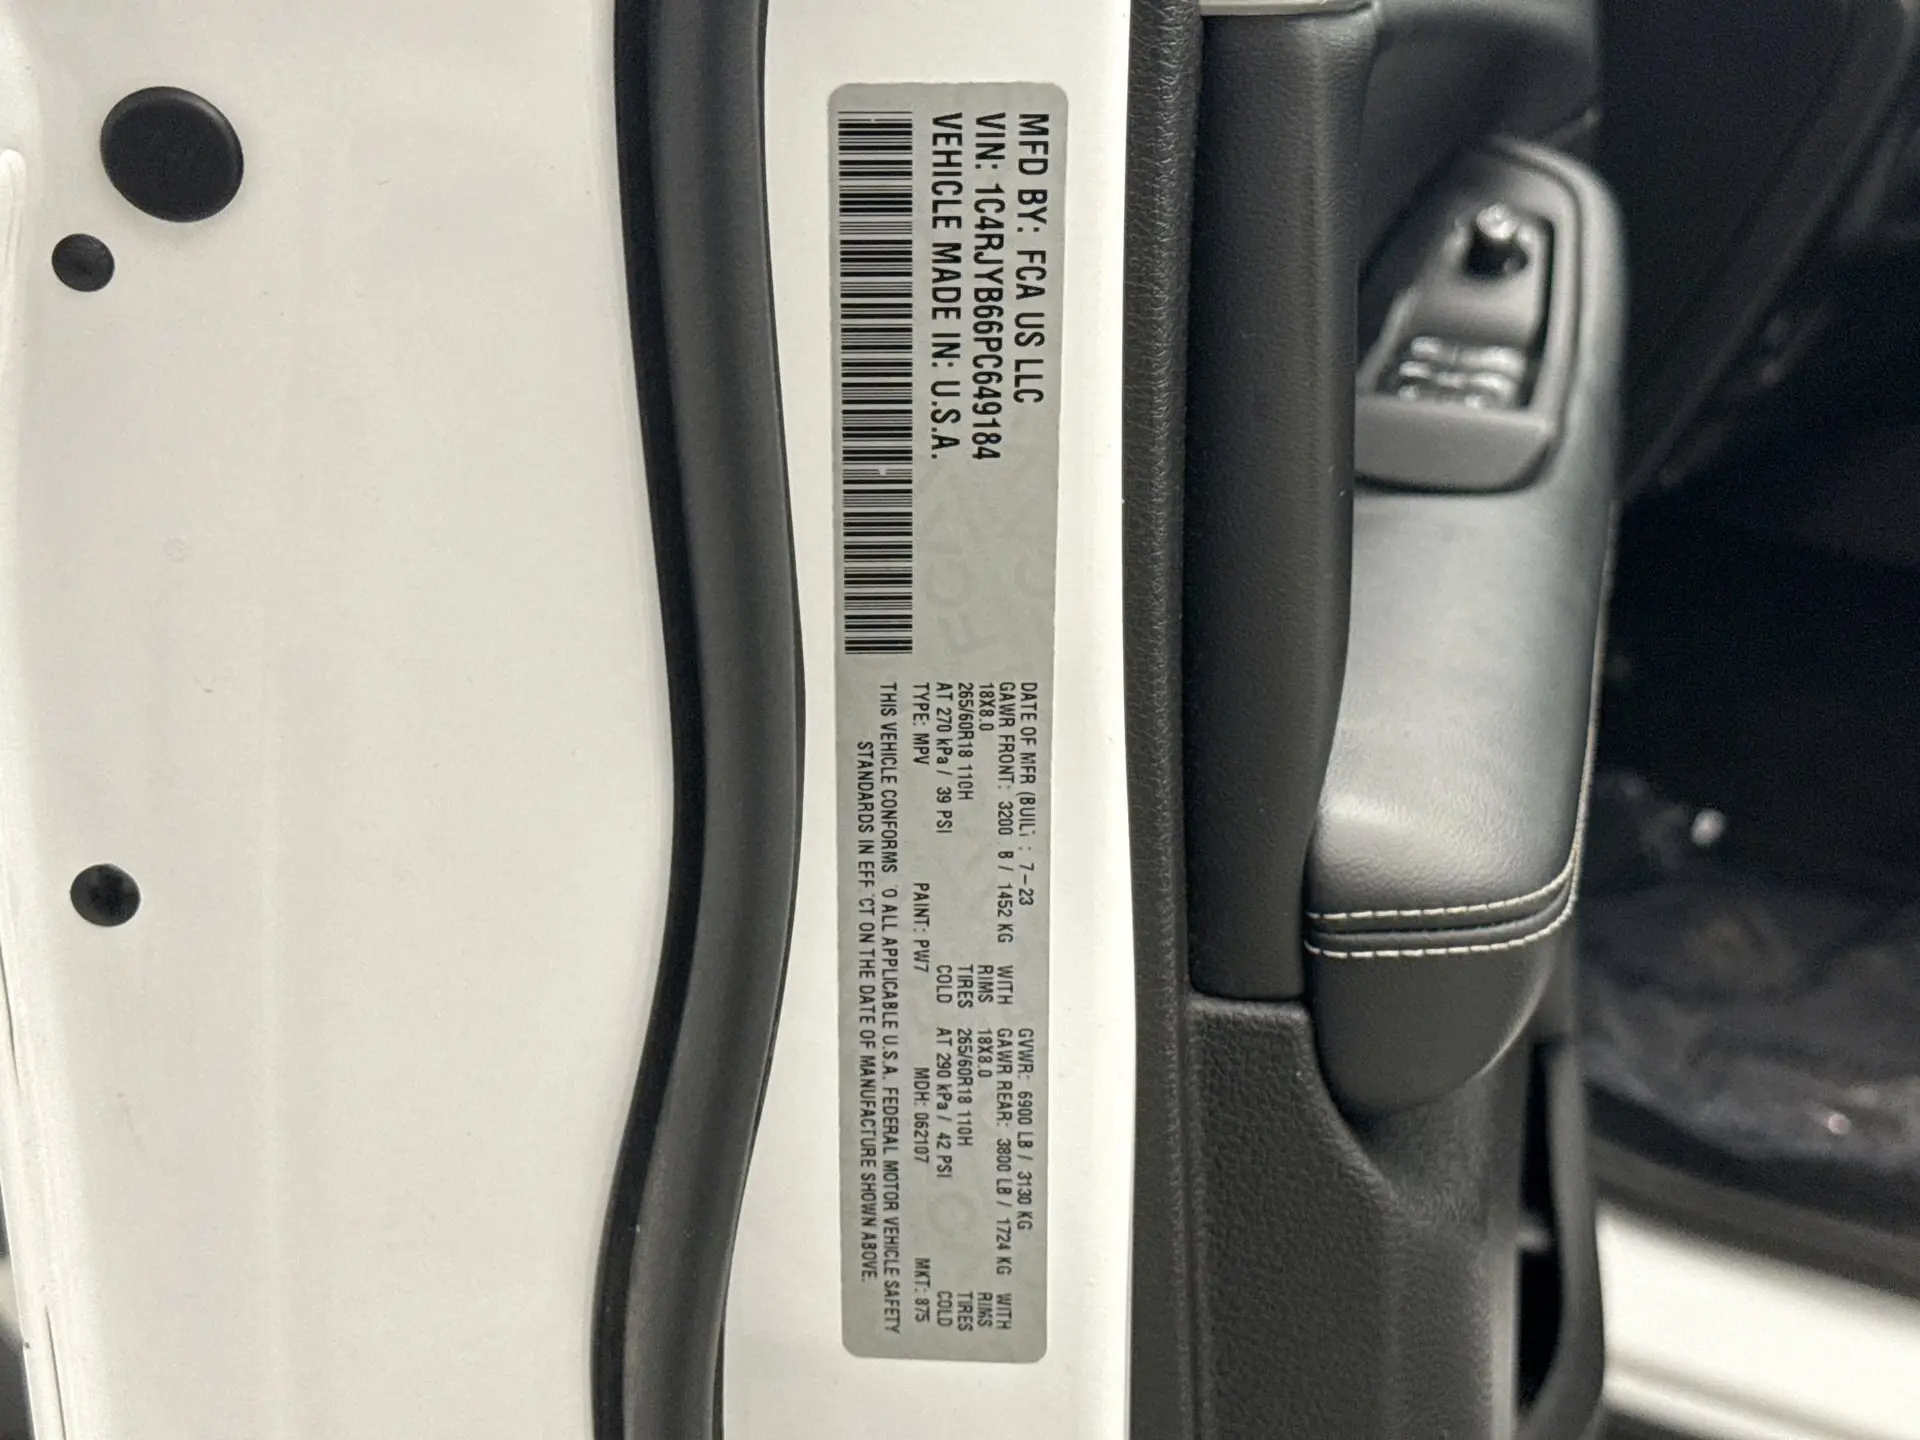 MFD BY: FCA US LLC
VIN: 1C4RJYB66PC649184
VEHICLE MADE IN: U.S.A.
DATE OF MFR (BUIL : 7-23 GVWR: 6900 LB / 3130 KG
GAWR FRONT: 3200 B / 1452 KG WITH GAWR REAR: 3800 LB / 1724 KG WITH
18X8.0 RIMS 18X8.0 RIMS
265/60R18 110H TIRES 265/60R18 110H TIRES
AT 270 kPa / 39 PSI COLD AT 290 kPa / 42 PSI COLD
TYPE: MPV PAINT: PW7 MDH: 062107 MKT: 875
THIS VEHICLE CONFORMS O ALL APPLICABLE U.S.A. FEDERAL MOTOR VEHICLE SAFETY
STANDARDS IN EFF CT ON THE DATE OF MANUFACTURE SHOWN ABOVE.